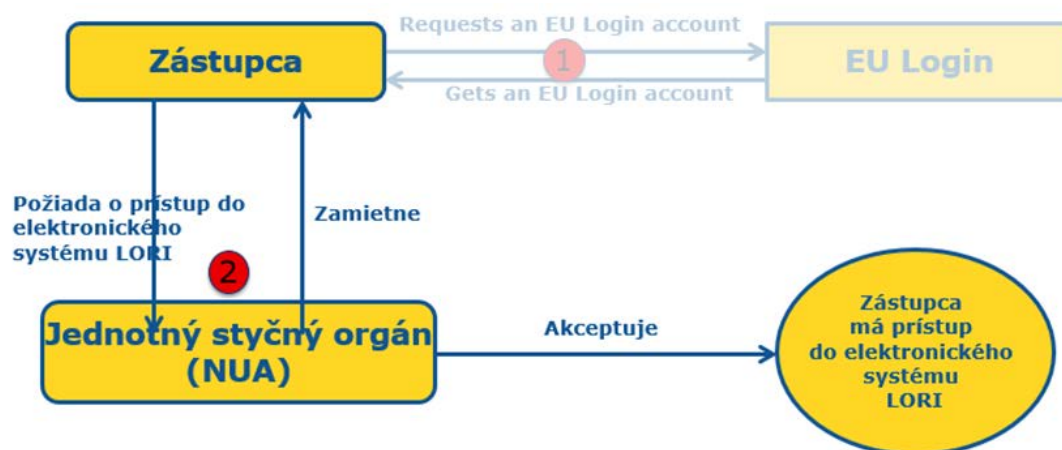 Requests an EU Login account
Zástupca
1
EU Login
Gets an EU Login account
Požiada o prístup do
elektronického
systému LORI
Zamietne
2
Jednotný styčný orgán
(NUA)
Akceptuje
Zástupca
má prístup
do elektronického
systému
LORI